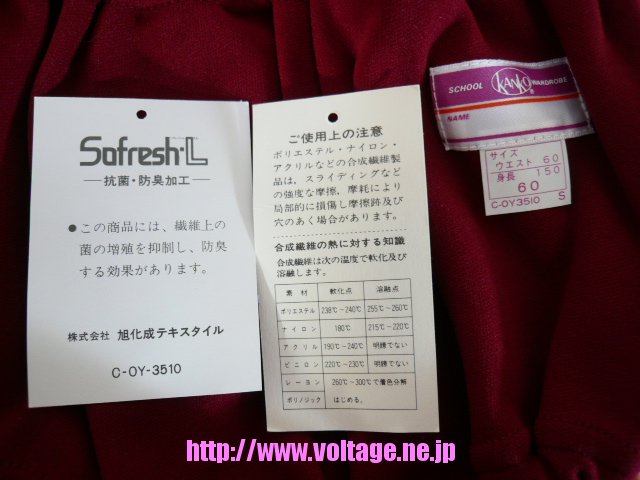 Sofresh-L
抗菌・防臭加工
●この商品には、繊維上の
菌の増殖を抑制し、防臭
する効果があります。
株式会社 旭化成テキスタイル
C-OY-3510
ご使用上の注意
ポリエステル・ナイロン・
アクリルなどの合成繊維製
品は、スライディングなど
の強度な摩擦、摩耗により
局部的に損傷し摩擦跡及び
穴のあく場合があります。
合成繊維の熱に対する知識
合成繊維は次の温度で軟化及び
溶融します。
素材 軟化点 溶融点
ポリエステル 238℃~240℃ 255℃~260℃
ナイロン 180℃ 215℃~220℃
アクリル 190℃~240℃ 明瞭でない
ビニロン 220℃~230℃ 明瞭でない
レーヨン 260℃~300℃で着色分解
ポリノジック はじめる。
SCHOOL KANKO WARDROBE
NAME
サイズ
ウエスト 60
身長 150
60
C-OY3510 S
http://www.voltage.ne.jp